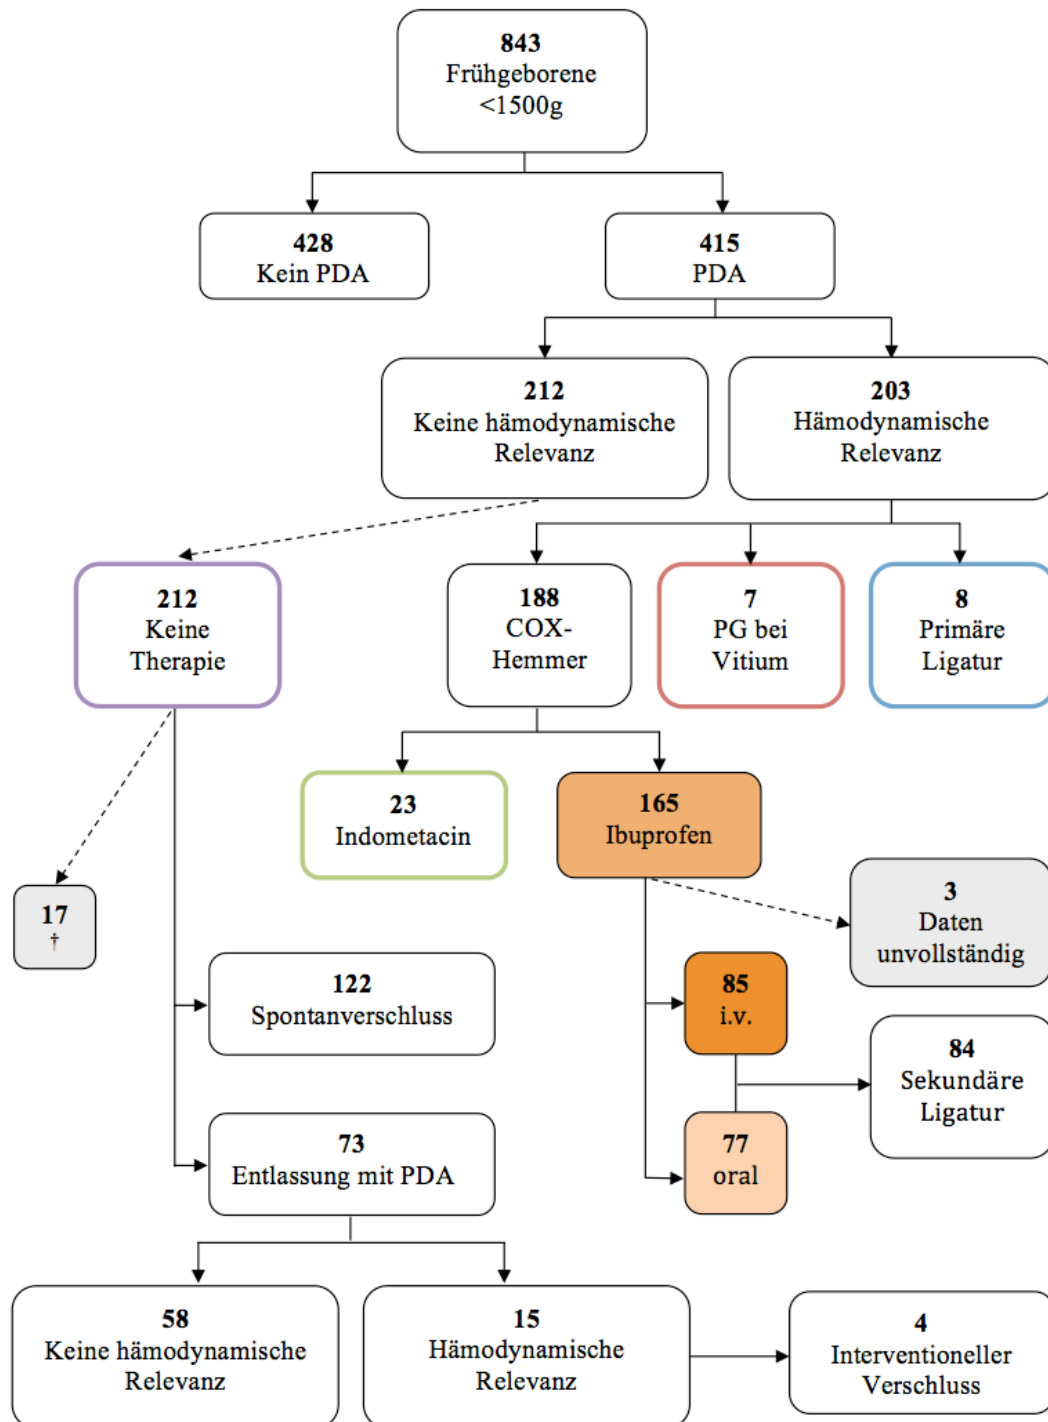 843
Frühgeborene
<1500g
428
Kein PDA
415
PDA
212
Keine hämodynamische
Relevanz
203
Hämodynamische
Relevanz
212
Keine
Therapie
188
COX-
Hemmer
7
PG bei
Vitium
8
Primäre
Ligatur
23
Indometacin
165
Ibuprofen
17
†
3
Daten
unvollständig
122
Spontanverschluss
85
i.v.
84
Sekundäre
Ligatur
73
Entlassung mit PDA
77
oral
58
Keine hämodynamische
Relevanz
15
Hämodynamische
Relevanz
4
Interventioneller
Verschluss